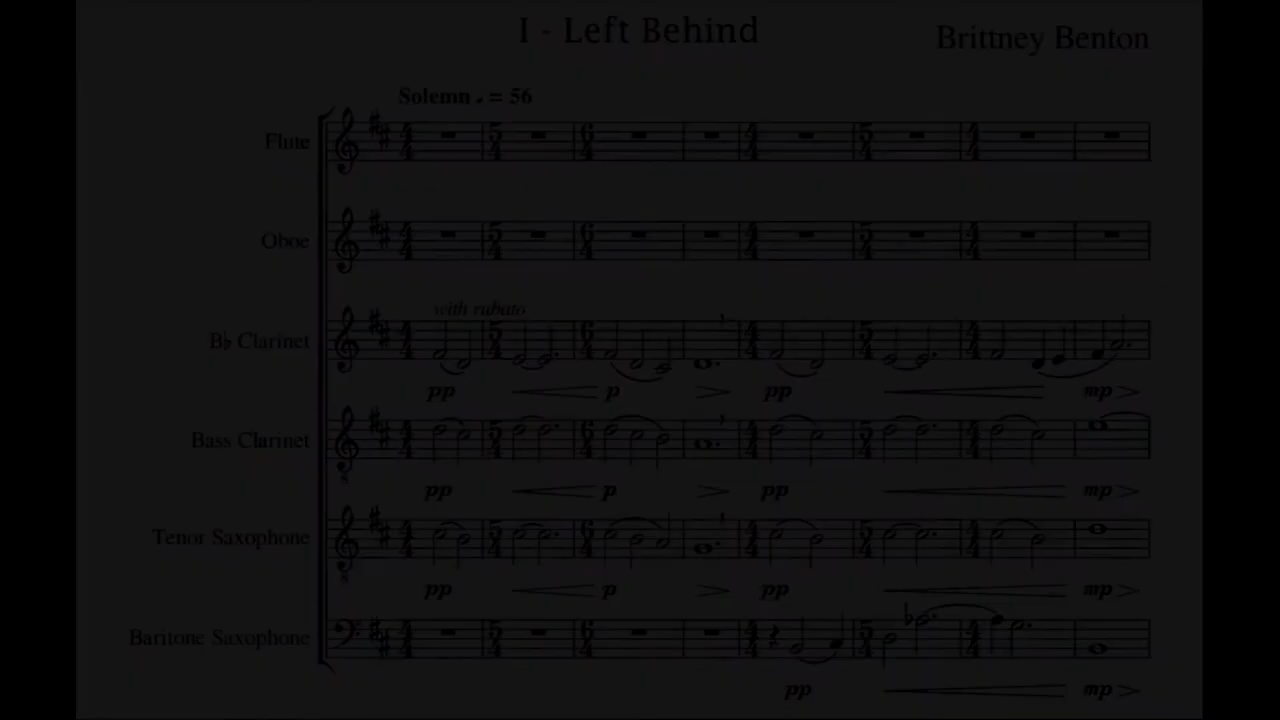 I - Left Behind
Brittney Benton
Solemn ♩ = 56
Flute
Oboe
with rubato
B♭ Clarinet
pp p pp mp
Bass Clarinet
pp p pp mp
Tenor Saxophone
pp p pp mp
Baritone Saxophone
pp mp